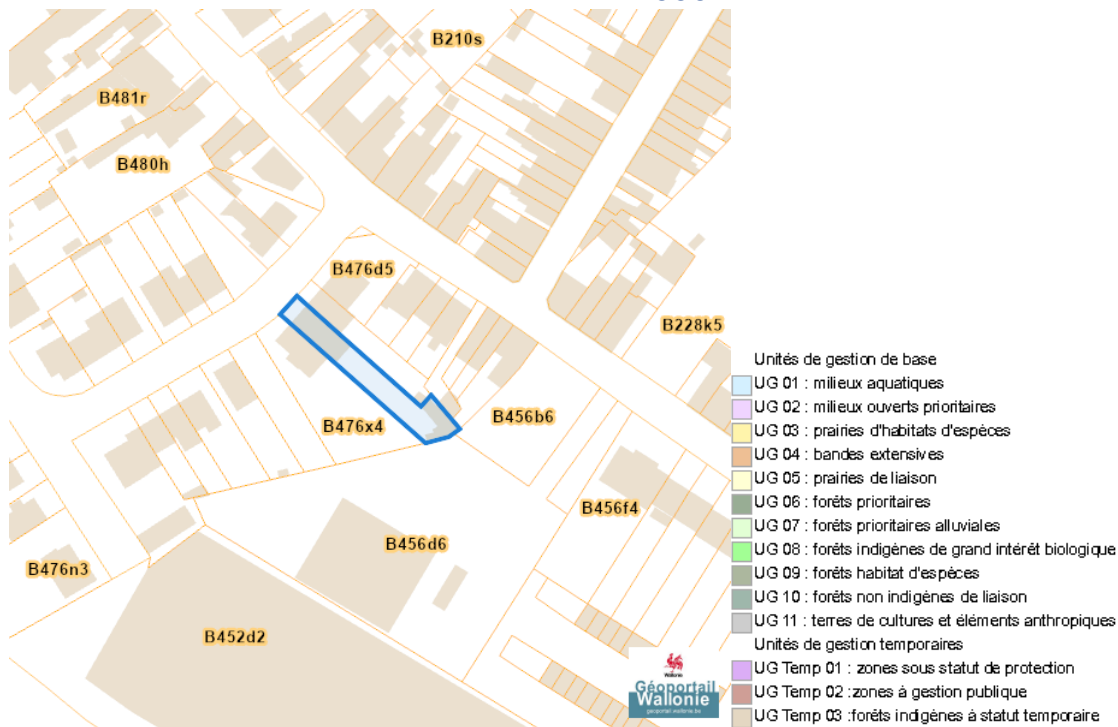 B210s
B481r
B480h
B476d5
B228k5
B476x4
B456b6
B456f4
B456d6
B476n3
B452d2
Wallonie
Géoportail
Wallonie
geoportail.wallonie.be
Unités de gestion de base
UG 01 : milieux aquatiques
UG 02 : milieux ouverts prioritaires
UG 03 : prairies d'habitats d'espèces
UG 04 : bandes extensives
UG 05 : prairies de liaison
UG 06 : forêts prioritaires
UG 07 : forêts prioritaires alluviales
UG 08 : forêts indigènes de grand intérêt biologique
UG 09 : forêts habitat d'espèces
UG 10 : forêts non indigènes de liaison
UG 11 : terres de cultures et éléments anthropiques
Unités de gestion temporaires
UG Temp 01 : zones sous statut de protection
UG Temp 02 :zones à gestion publique
UG Temp 03 :forêts indigènes à statut temporaire